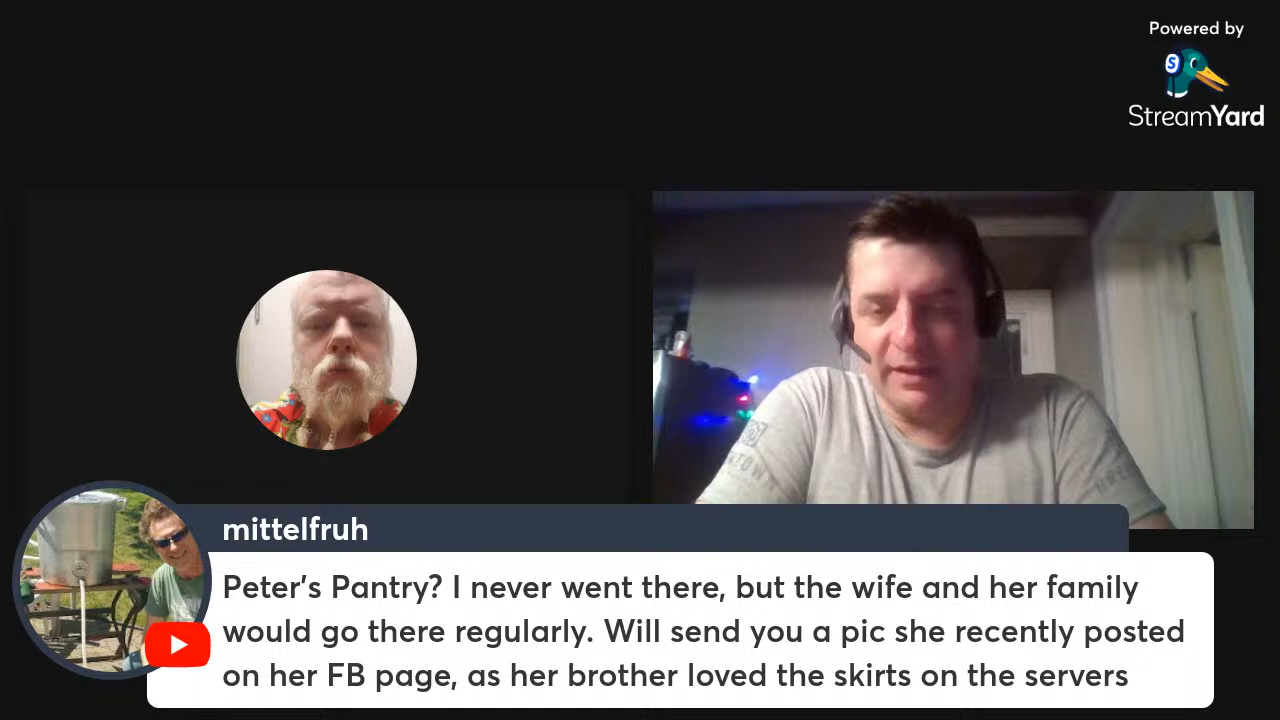 Powered by
S
StreamYard
mittelfruh
Peter's Pantry? I never went there, but the wife and her family
would go there regularly. Will send you a pic she recently posted
on her FB page, as her brother loved the skirts on the servers